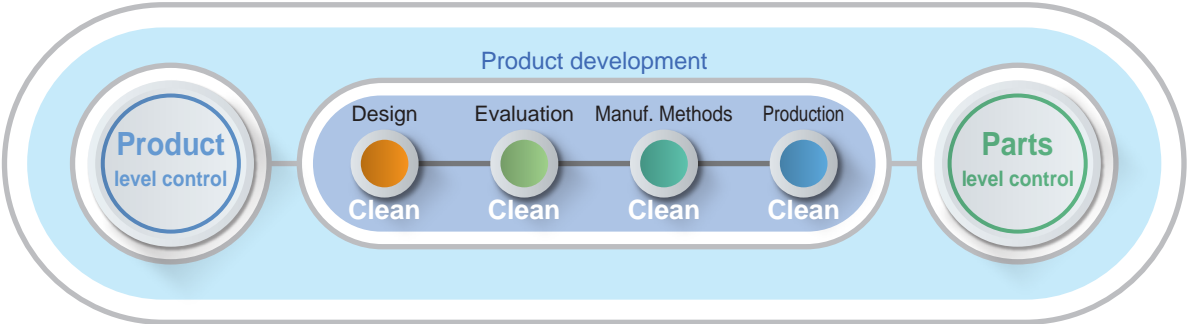 Product development
Product
level control
Design
Evaluation
Manuf. Methods
Production
Clean
Clean
Clean
Clean
Parts
level control